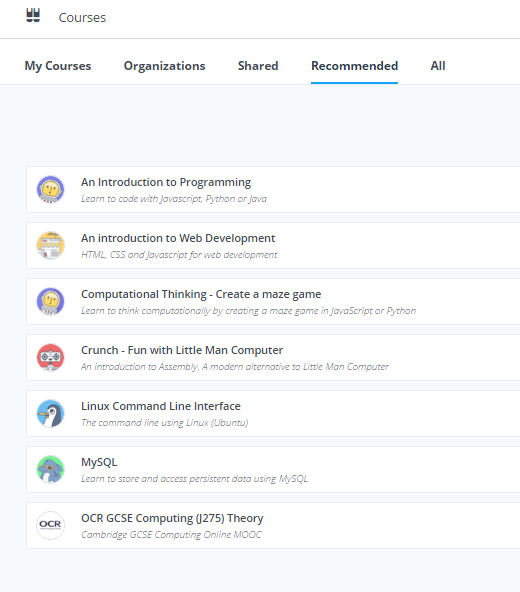 Courses
My Courses Organizations Shared Recommended All
An Introduction to Programming
Learn to code with Javascript, Python or Java
An introduction to Web Development
HTML, CSS and Javascript for web development
Computational Thinking - Create a maze game
Learn to think computationally by creating a maze game in JavaScript or Python
Crunch - Fun with Little Man Computer
An introduction to Assembly. A modern alternative to Little Man Computer
Linux Command Line Interface
The command line using Linux (Ubuntu)
MySQL
Learn to store and access persistent data using MySQL
OCR
OCR GCSE Computing (J275) Theory
Cambridge GCSE Computing Online MOOC